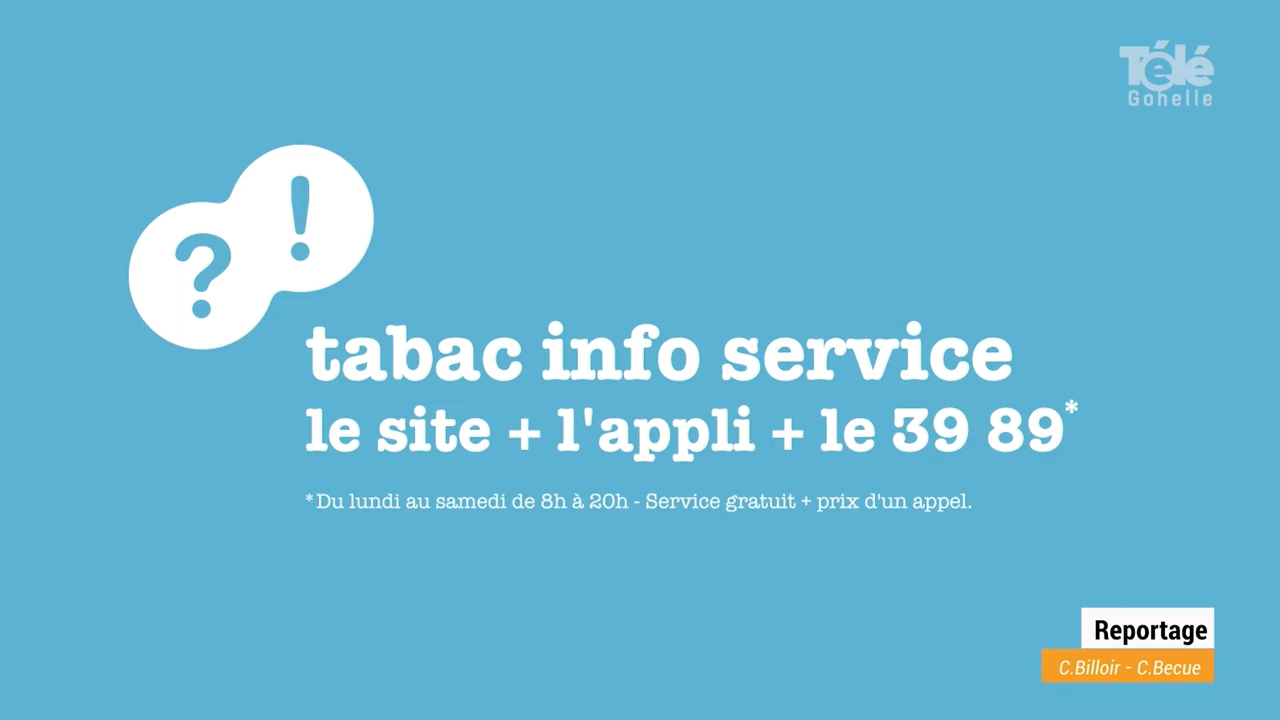 Télé
Gohelle
? !
tabac info service
le site + l'appli + le 39 89*
*Du lundi au samedi de 8h à 20h - Service gratuit + prix d'un appel.
Reportage
C.Billoir - C.Becue